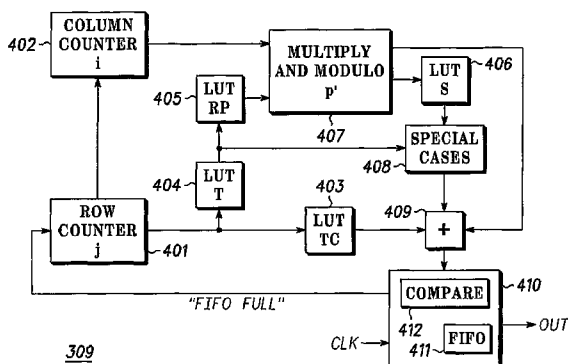 COLUMN
COUNTER
i
402
MULTIPLY
AND MODULO
p'
407
LUT
S
406
405
LUT
RP
SPECIAL
CASES
408
404
LUT
T
403
LUT
TC
409
+
ROW
COUNTER
j
401
"FIFO FULL"
410
COMPARE
412
FIFO
411
CLK
OUT
309